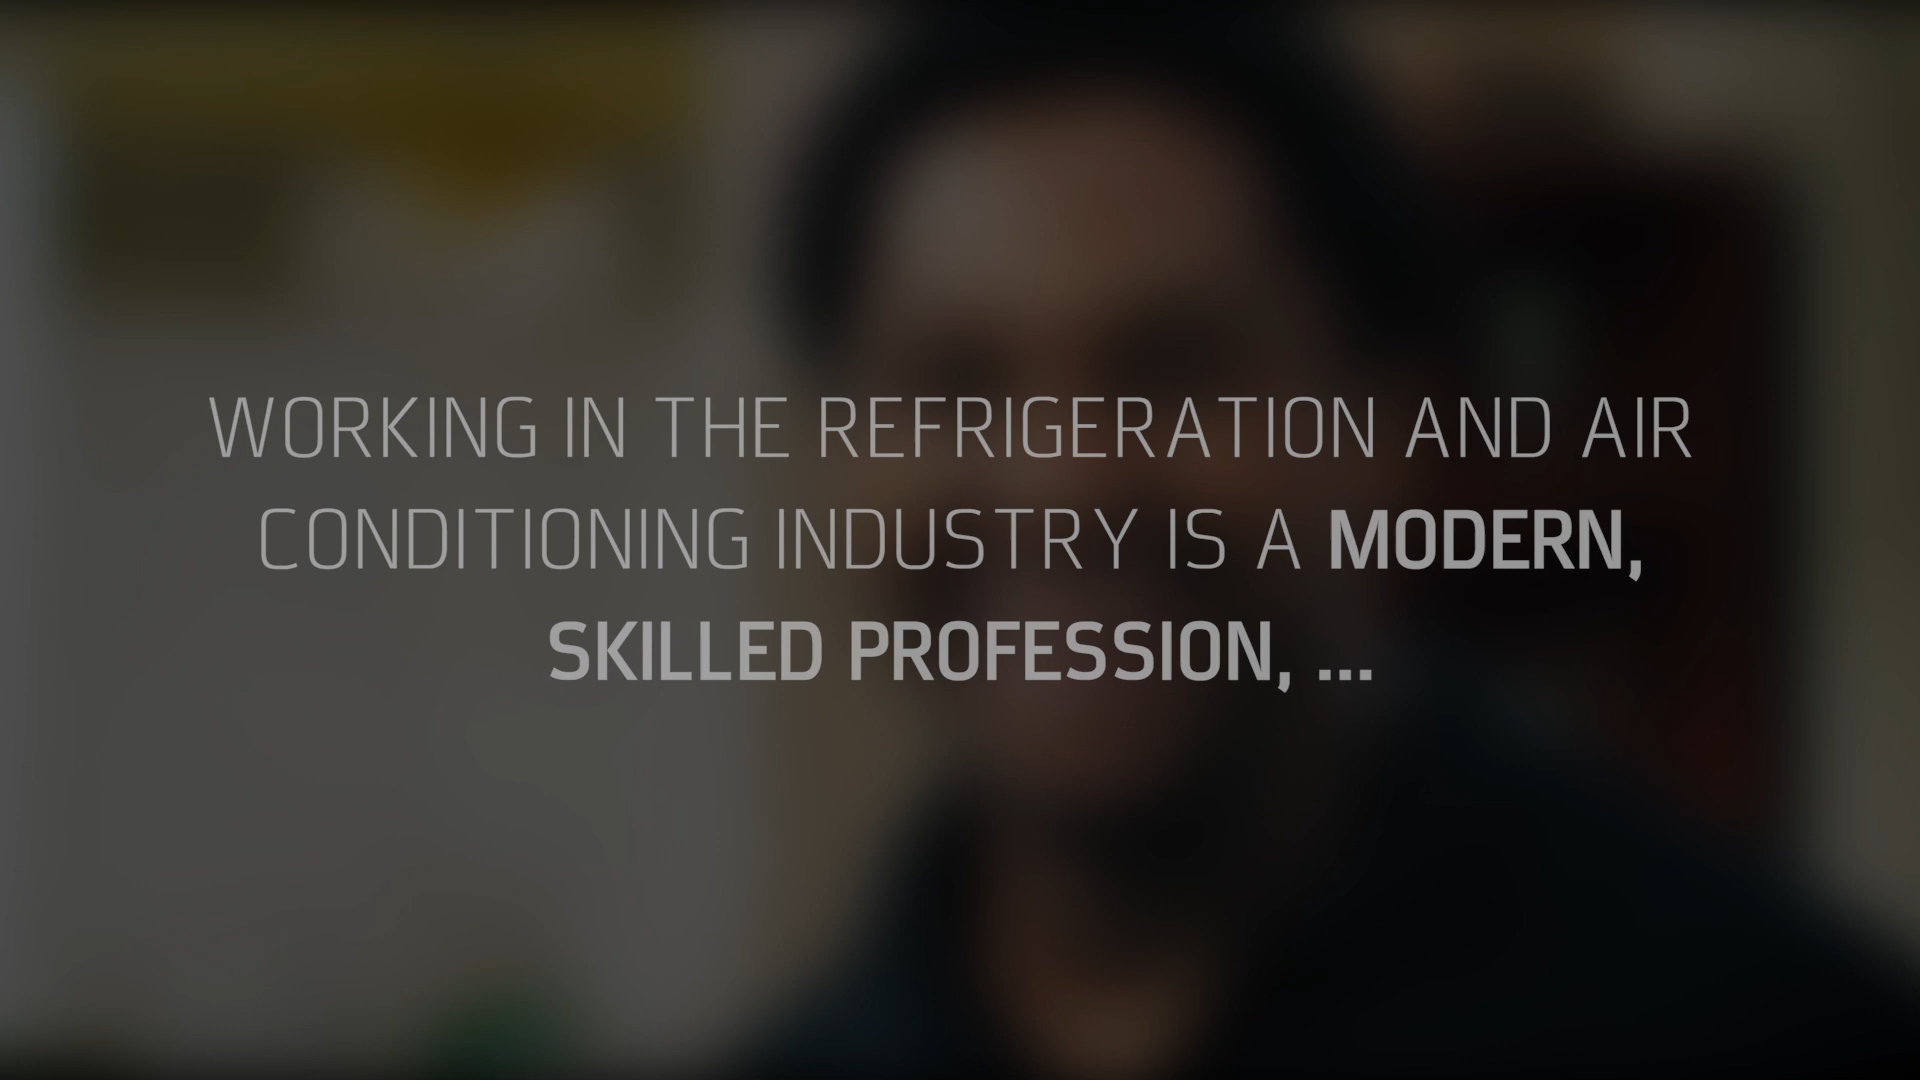 WORKING IN THE REFRIGERATION AND AIR
CONDITIONING INDUSTRY IS A MODERN,
SKILLED PROFESSION, ...